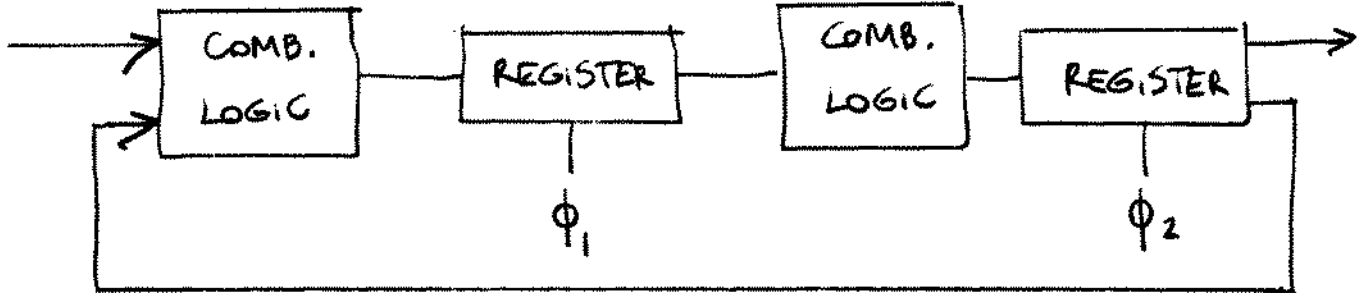 COMB.
LOGIC
REGISTER
COMB.
LOGIC
REGISTER
ϕ1
ϕ2